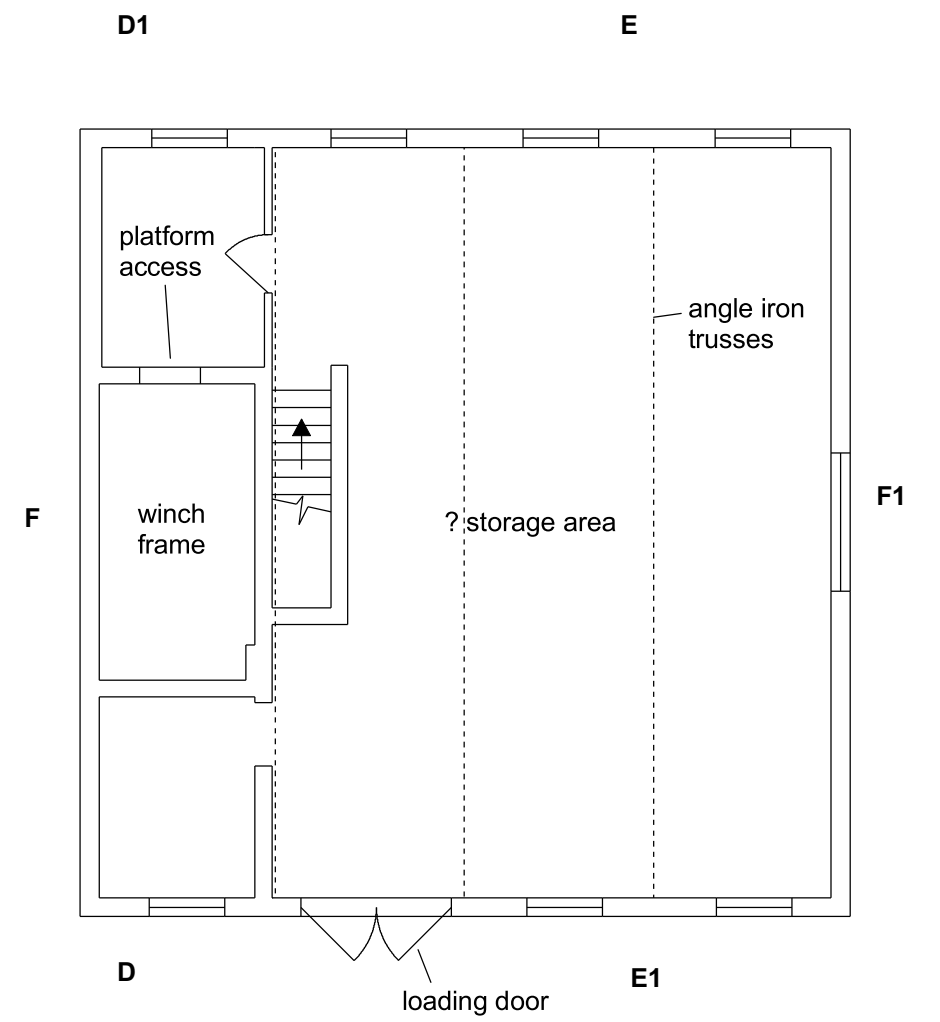 D1
E
platform
access
angle iron
trusses
F1
F
winch
frame
? storage area
D
E1
loading door